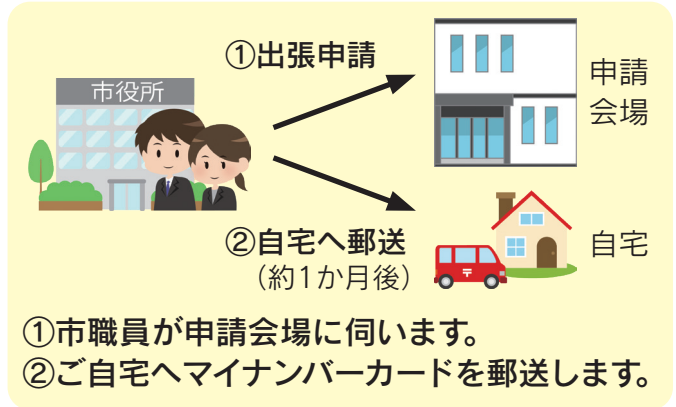 ①出張申請
市役所
申請
会場
②自宅へ郵送
（約1か月後）
自宅
〒
①市職員が申請会場に伺います。
②ご自宅へマイナンバーカードを郵送します。